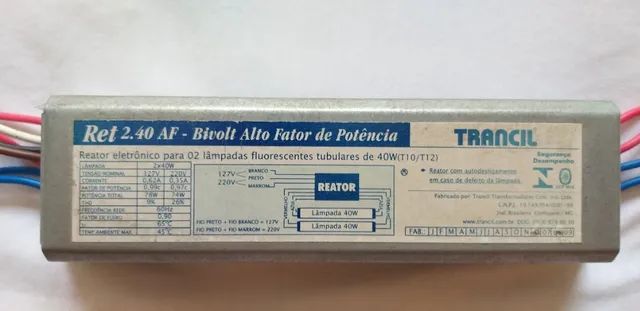 Ret 2.40 AF - Bivolt Alto Fator de Potência
TRANCIL
Reator eletrônico para 02 lâmpadas fluorescentes tubulares de 40W(T10/T12)
Segurança
Desempenho
LÂMPADA 2x40W
TENSÃO NOMINAL 127V 220V
CORRENTE 0,62A 0,35A
FATOR DE POTÊNCIA 0,99c 0,97c
POTÊNCIA TOTAL 78W 74W
THD 9% 26%
FREQUÊNCIA REDE 60Hz
FATOR DE FLUXO 0,90
65°C
TEMP. AMBIENTE MAX. 45°C
127V
220V
BRANCO
PRETO
MARROM
REATOR
VERMELHO
AZUL
Lâmpada 40W
Lâmpada 40W
FIO PRETO + FIO BRANCO = 127V
FIO PRETO + FIO MARROM = 220V
Reator com autodesligamento
em caso de defeito da lâmpada.
Fabricado por: Trancil Transformadores
Ind. Brasileira
www.trancil.com.br
FAB.: J F M A M J J A S O N D